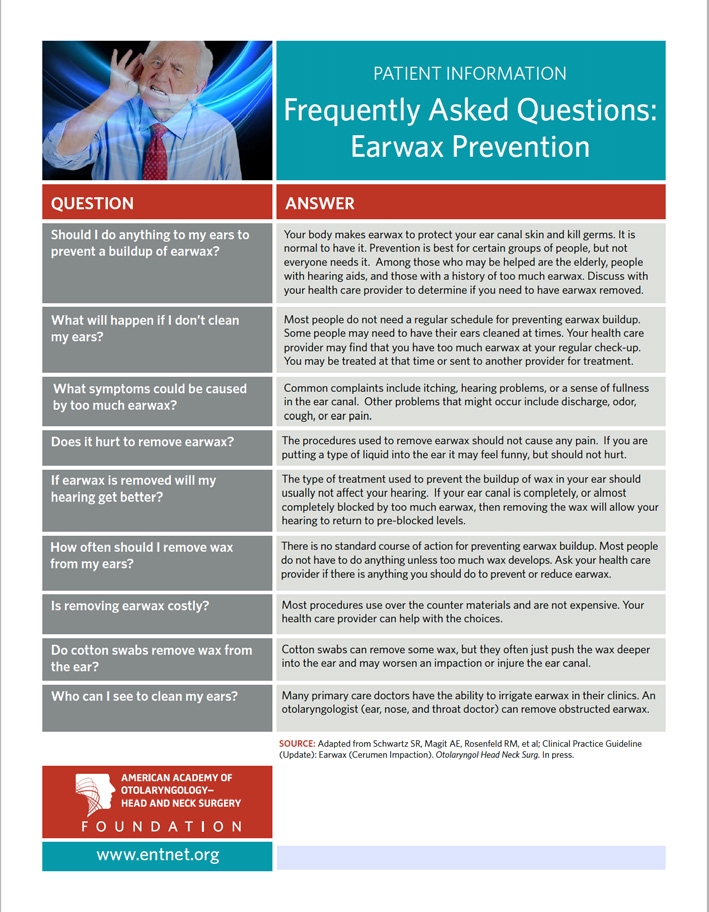 PATIENT INFORMATION
Frequently Asked Questions:
Earwax Prevention
QUESTION
ANSWER
Should I do anything to my ears to
prevent a buildup of earwax?
Your body makes earwax to protect your ear canal skin and kill germs. It is
normal to have it. Prevention is best for certain groups of people, but not
everyone needs it.  Among those who may be helped are the elderly, people
with hearing aids, and those with a history of too much earwax. Discuss with
your health care provider to determine if you need to have earwax removed.
What will happen if I don't clean
my ears?
Most people do not need a regular schedule for preventing earwax buildup.
Some people may need to have their ears cleaned at times. Your health care
provider may find that you have too much earwax at your regular check-up.
You may be treated at that time or sent to another provider for treatment.
What symptoms could be caused
by too much earwax?
Common complaints include itching, hearing problems, or a sense of fullness
in the ear canal.  Other problems that might occur include discharge, odor,
cough, or ear pain.
Does it hurt to remove earwax?
The procedures used to remove earwax should not cause any pain.  If you are
putting a type of liquid into the ear it may feel funny, but should not hurt.
If earwax is removed will my
hearing get better?
The type of treatment used to prevent the buildup of wax in your ear should
usually not affect your hearing.  If your ear canal is completely, or almost
completely blocked by too much earwax, then removing the wax will allow your
hearing to return to pre-blocked levels.
How often should I remove wax
from my ears?
There is no standard course of action for preventing earwax buildup. Most people
do not have to do anything unless too much wax develops. Ask your health care
provider if there is anything you should do to prevent or reduce earwax.
Is removing earwax costly?
Most procedures use over the counter materials and are not expensive. Your
health care provider can help with the choices.
Do cotton swabs remove wax from
the ear?
Cotton swabs can remove some wax, but they often just push the wax deeper
into the ear and may worsen an impaction or injure the ear canal.
Who can I see to clean my ears?
Many primary care doctors have the ability to irrigate earwax in their clinics. An
otolaryngologist (ear, nose, and throat doctor) can remove obstructed earwax.
SOURCE: Adapted from Schwartz SR, Magit AE, Rosenfeld RM, et al; Clinical Practice Guideline
(Update): Earwax (Cerumen Impaction). Otolaryngol Head Neck Surg. In press.
AMERICAN ACADEMY OF
OTOLARYNGOLOGY–
HEAD AND NECK SURGERY
FOUNDATION
www.entnet.org